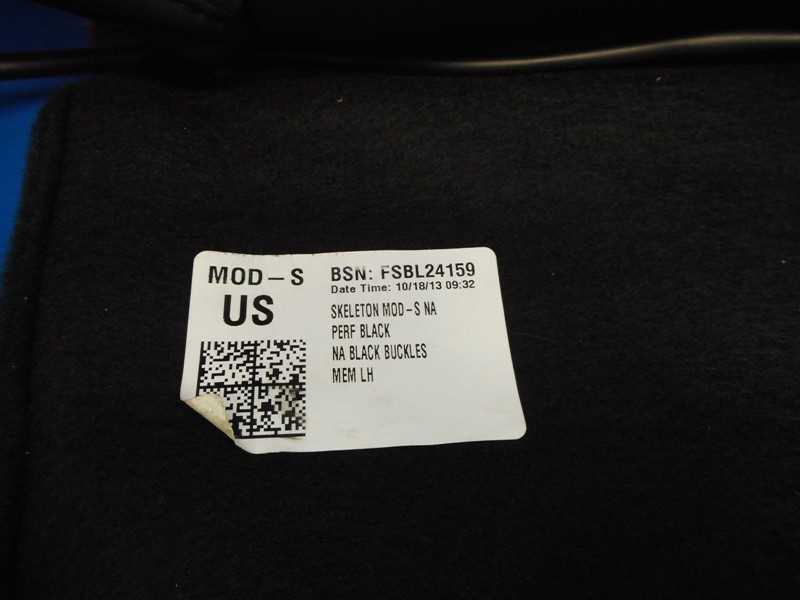 MOD-S
US
BSN: FSBL24159
Date Time: 10/18/13 09:32
SKELETON MOD-S NA
PERF BLACK
NA BLACK BUCKLES
MEM LH